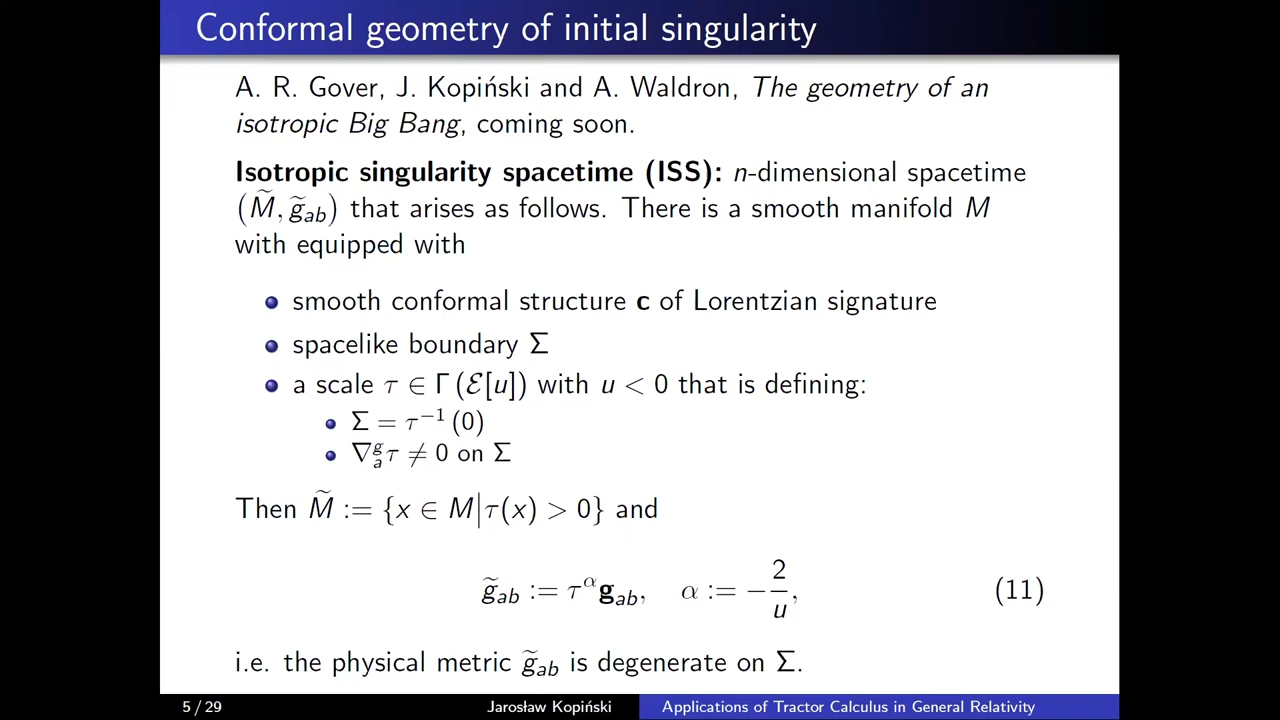 Conformal geometry of initial singularity
A. R. Gover, J. Kopiński and A. Waldron, The geometry of an
isotropic Big Bang, coming soon.
Isotropic singularity spacetime (ISS): n-dimensional spacetime
(M̃, g̃_ab) that arises as follows. There is a smooth manifold M
with equipped with
smooth conformal structure c of Lorentzian signature
spacelike boundary Σ
a scale τ ∈ Γ (ℰ[u]) with u < 0 that is defining:
Σ = τ⁻¹ (0)
∇ᵍₐτ ≠ 0 on Σ
Then M̃ := {x ∈ M|τ(x) > 0} and
g̃_ab := τ^α g_ab, α := −2/u, (11)
i.e. the physical metric g̃_ab is degenerate on Σ.
5 / 29 Jarosław Kopiński Applications of Tractor Calculus in General Relativity